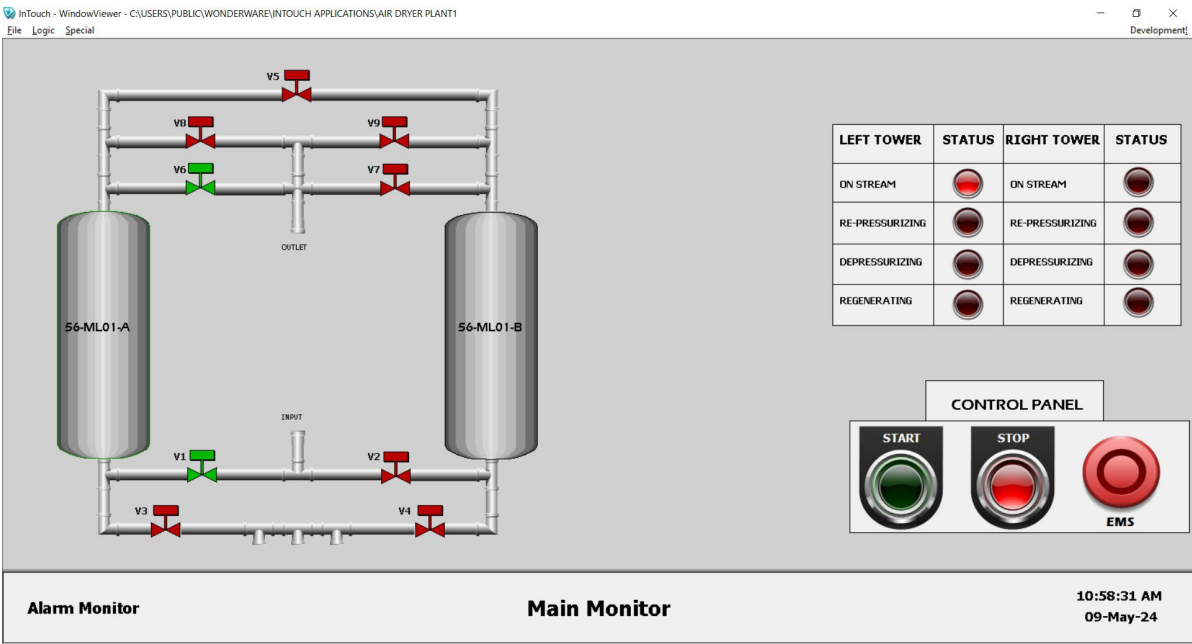 InTouch - WindowViewer - C:\USERS\PUBLIC\WONDERWARE\INTOUCH APPLICATIONS\AIR DRYER PLANT1
File Logic Special
Development!
V5
V8
V9
V6
V7
OUTLET
56-ML01-A
56-ML01-B
INPUT
V1
V2
V3
V4
LEFT TOWER STATUS RIGHT TOWER STATUS
ON STREAM ON STREAM
RE-PRESSURIZING RE-PRESSURIZING
DEPRESSURIZING DEPRESSURIZING
REGENERATING REGENERATING
CONTROL PANEL
START
STOP
EMS
Alarm Monitor
Main Monitor
10:58:31 AM
09-May-24